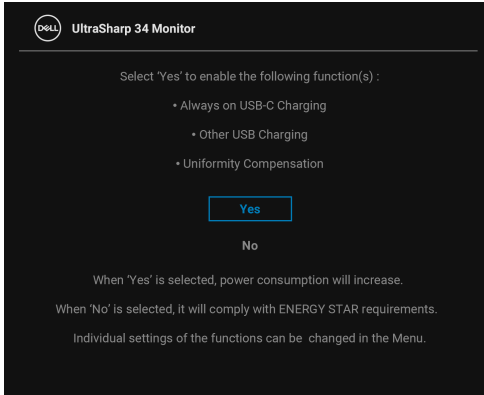 DELL UltraSharp 34 Monitor
Select ‘Yes’ to enable the following function(s) :
• Always on USB-C Charging
• Other USB Charging
• Uniformity Compensation
Yes
No
When ‘Yes’ is selected, power consumption will increase.
When ‘No’ is selected, it will comply with ENERGY STAR requirements.
Individual settings of the functions can be changed in the Menu.